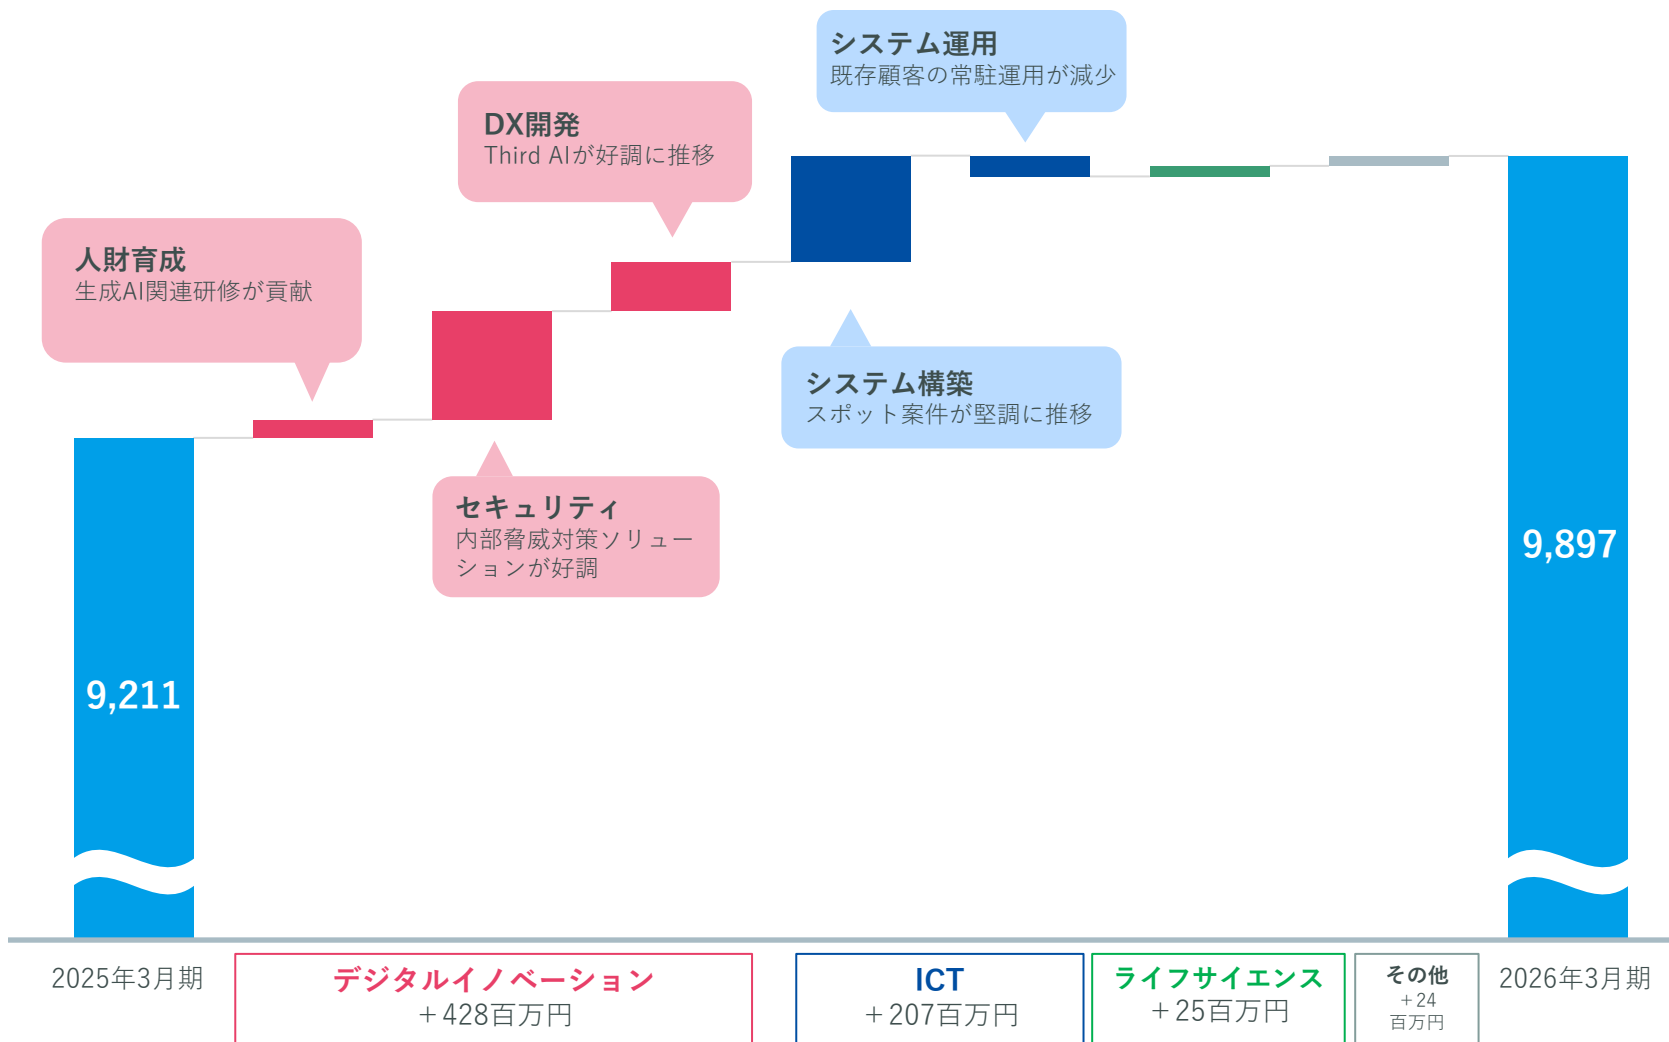 システム運用
既存顧客の常駐運用が減少
DX開発
Third AIが好調に推移
人財育成
生成AI関連研修が貢献
システム構築
スポット案件が堅調に推移
セキュリティ
内部脅威対策ソリュー
ションが好調
9,211
9,897
2025年3月期
デジタルイノベーション
＋428百万円
ICT
＋207百万円
ライフサイエンス
＋25百万円
その他
＋24
百万円
2026年3月期